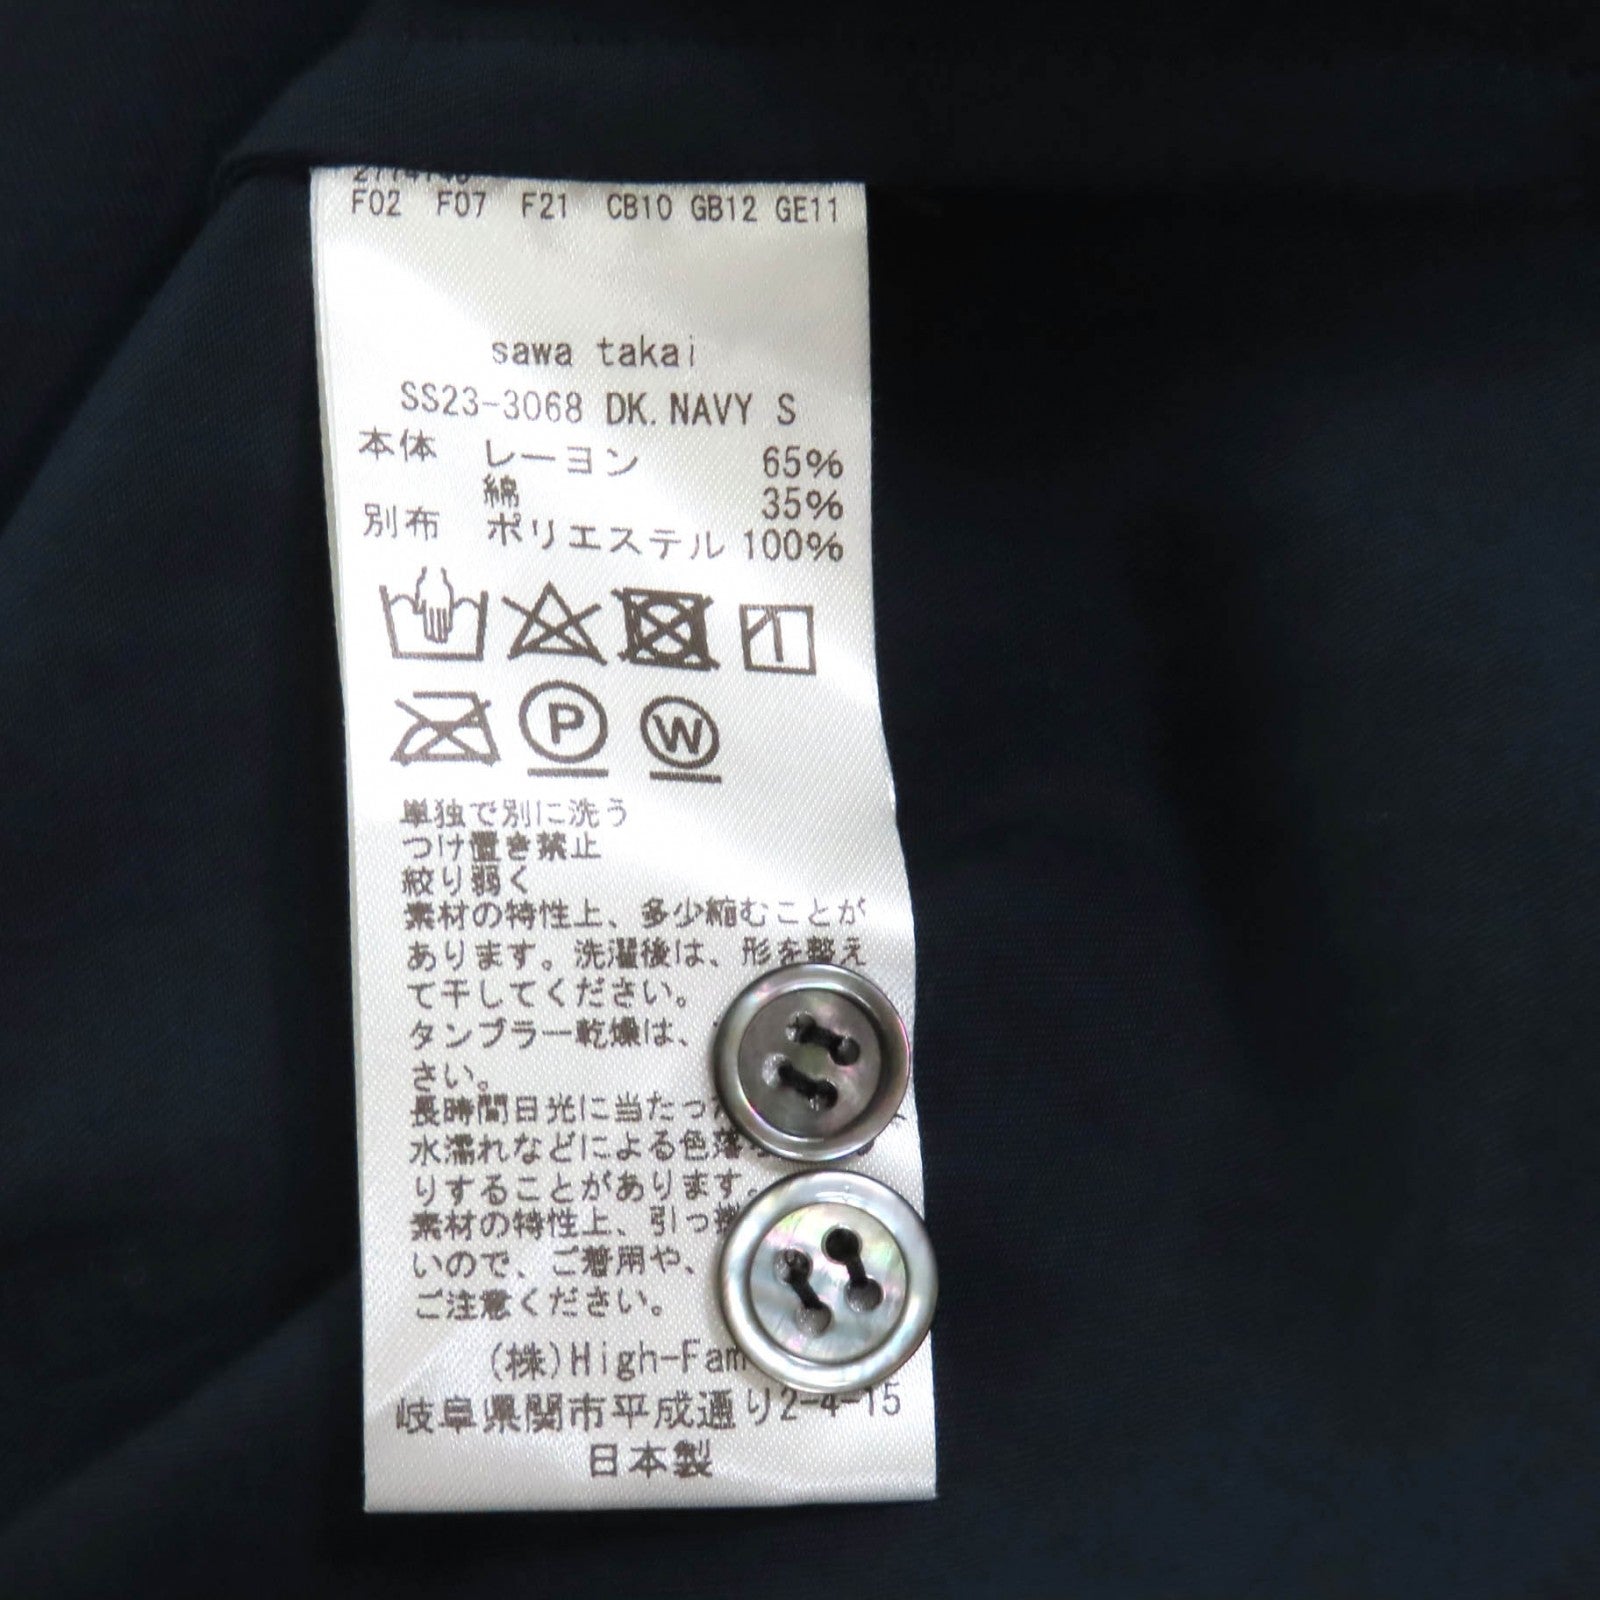 F02 F07 F21 CB10 GB12 GE11
sawa takai
SS23-3068 DK.NAVY S
本体 レーヨン 65%
綿 35%
別布 ポリエステル 100%
P W
単独で別に洗う
つけ置き禁止
絞り弱く
素材の特性上、多少縮むことが
あります。洗濯後は、形を整え
て干してください。
タンブラー乾燥は、
さい。
長時間日光に当たっ
水濡れなどによる色落
りすることがあります。
素材の特性上、引っ
いので、ご着用や、
ご注意ください。
(株)High-Fam
岐阜県関市平成通り2-4-15
日本製